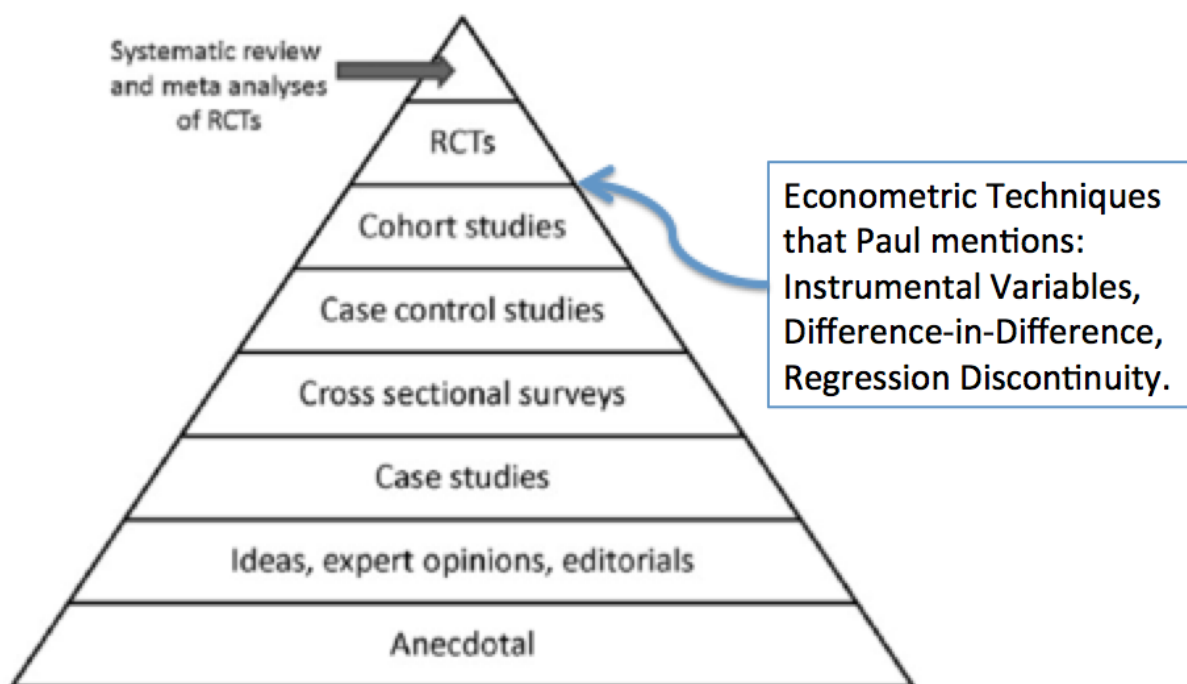 Systematic review
and meta analyses
of RCTs
RCTs
Cohort studies
Case control studies
Cross sectional surveys
Case studies
Ideas, expert opinions, editorials
Anecdotal
Econometric Techniques
that Paul mentions:
Instrumental Variables,
Difference-in-Difference,
Regression Discontinuity.